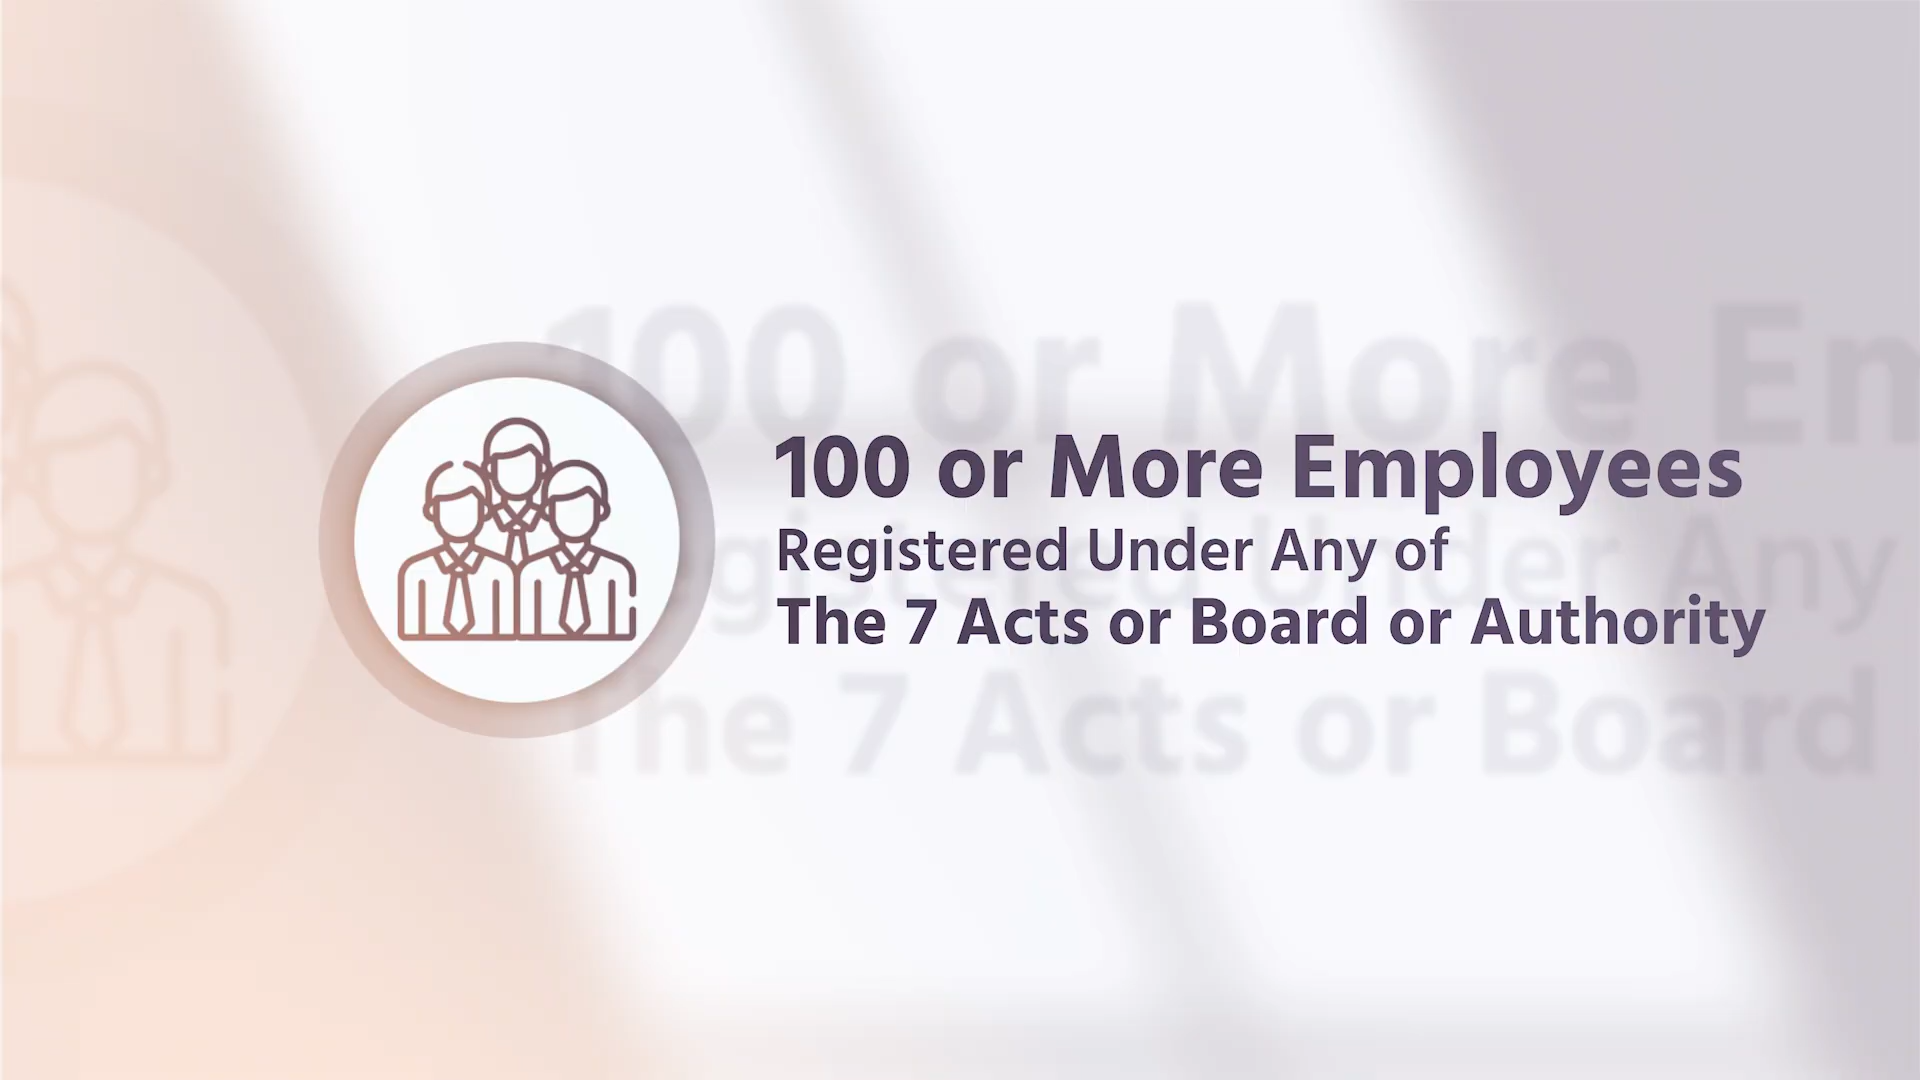 100 or More Employees
Registered Under Any of
The 7 Acts or Board or Authority